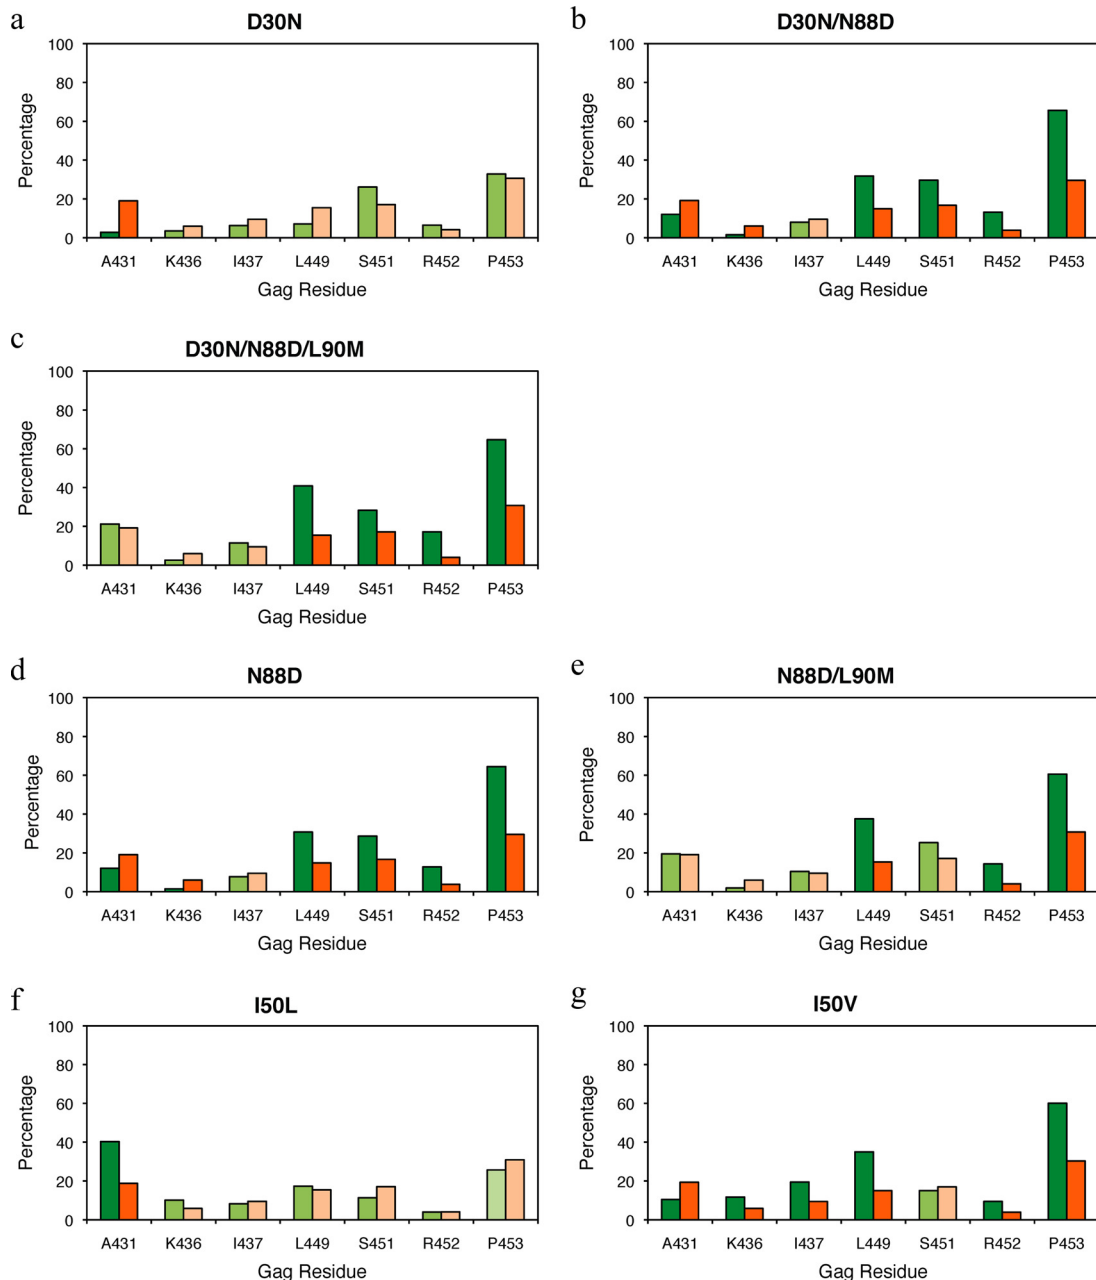 a
D30N
100
80
60
40
20
0
Percentage
A431 K436 I437 L449 S451 R452 P453
Gag Residue
b
D30N/N88D
100
80
60
40
20
0
Percentage
A431 K436 I437 L449 S451 R452 P453
Gag Residue
c
D30N/N88D/L90M
100
80
60
40
20
0
Percentage
A431 K436 I437 L449 S451 R452 P453
Gag Residue
d
N88D
100
80
60
40
20
0
Percentage
A431 K436 I437 L449 S451 R452 P453
Gag Residue
e
N88D/L90M
100
80
60
40
20
0
Percentage
A431 K436 I437 L449 S451 R452 P453
Gag Residue
f
I50L
100
80
60
40
20
0
Percentage
A431 K436 I437 L449 S451 R452 P453
Gag Residue
g
I50V
100
80
60
40
20
0
Percentage
A431 K436 I437 L449 S451 R452 P453
Gag Residue